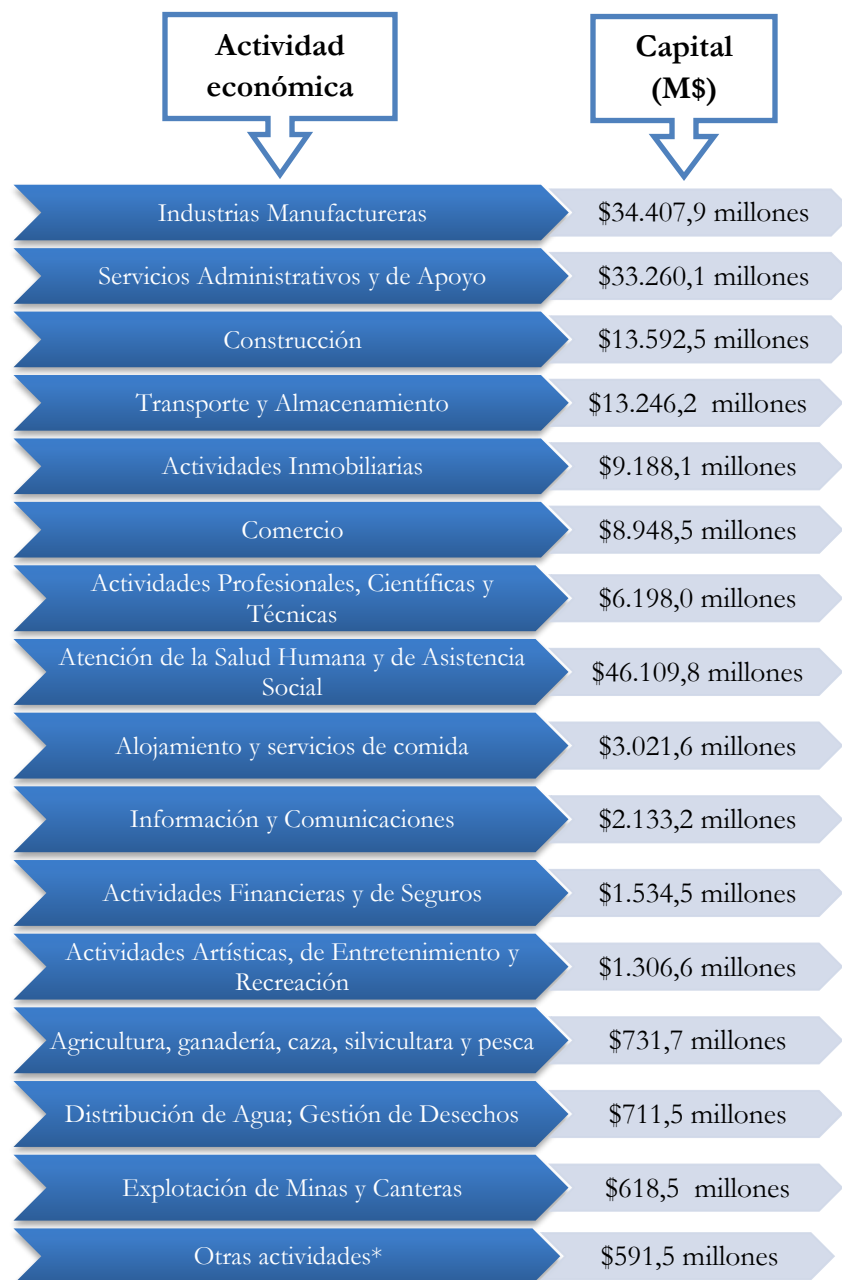 Actividad
económica
Capital
(M$)
Industrias Manufactureras
$34.407,9 millones
Servicios Administrativos y de Apoyo
$33.260,1 millones
Construcción
$13.592,5 millones
Transporte y Almacenamiento
$13.246,2 millones
Actividades Inmobiliarias
$9.188,1 millones
Comercio
$8.948,5 millones
Actividades Profesionales, Científicas y
Técnicas
$6.198,0 millones
Atención de la Salud Humana y de Asistencia
Social
$46.109,8 millones
Alojamiento y servicios de comida
$3.021,6 millones
Información y Comunicaciones
$2.133,2 millones
Actividades Financieras y de Seguros
$1.534,5 millones
Actividades Artísticas, de Entretenimiento y
Recreación
$1.306,6 millones
Agricultura, ganadería, caza, silvicultara y pesca
$731,7 millones
Distribución de Agua; Gestión de Desechos
$711,5 millones
Explotación de Minas y Canteras
$618,5 millones
Otras actividades*
$591,5 millones